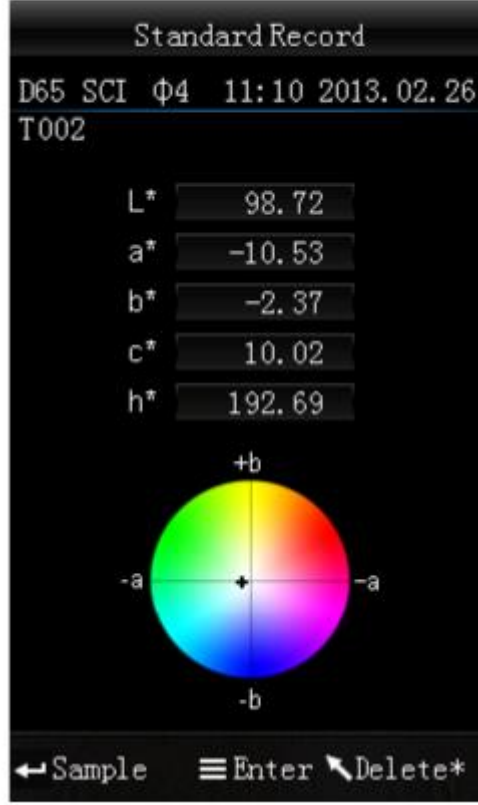 Standard Record
D65 SCI Φ4 11:10 2013.02.26
T002
L* 98.72
a* -10.53
b* -2.37
c* 10.02
h* 192.69
+b
-a -a
-b
Sample Enter Delete*